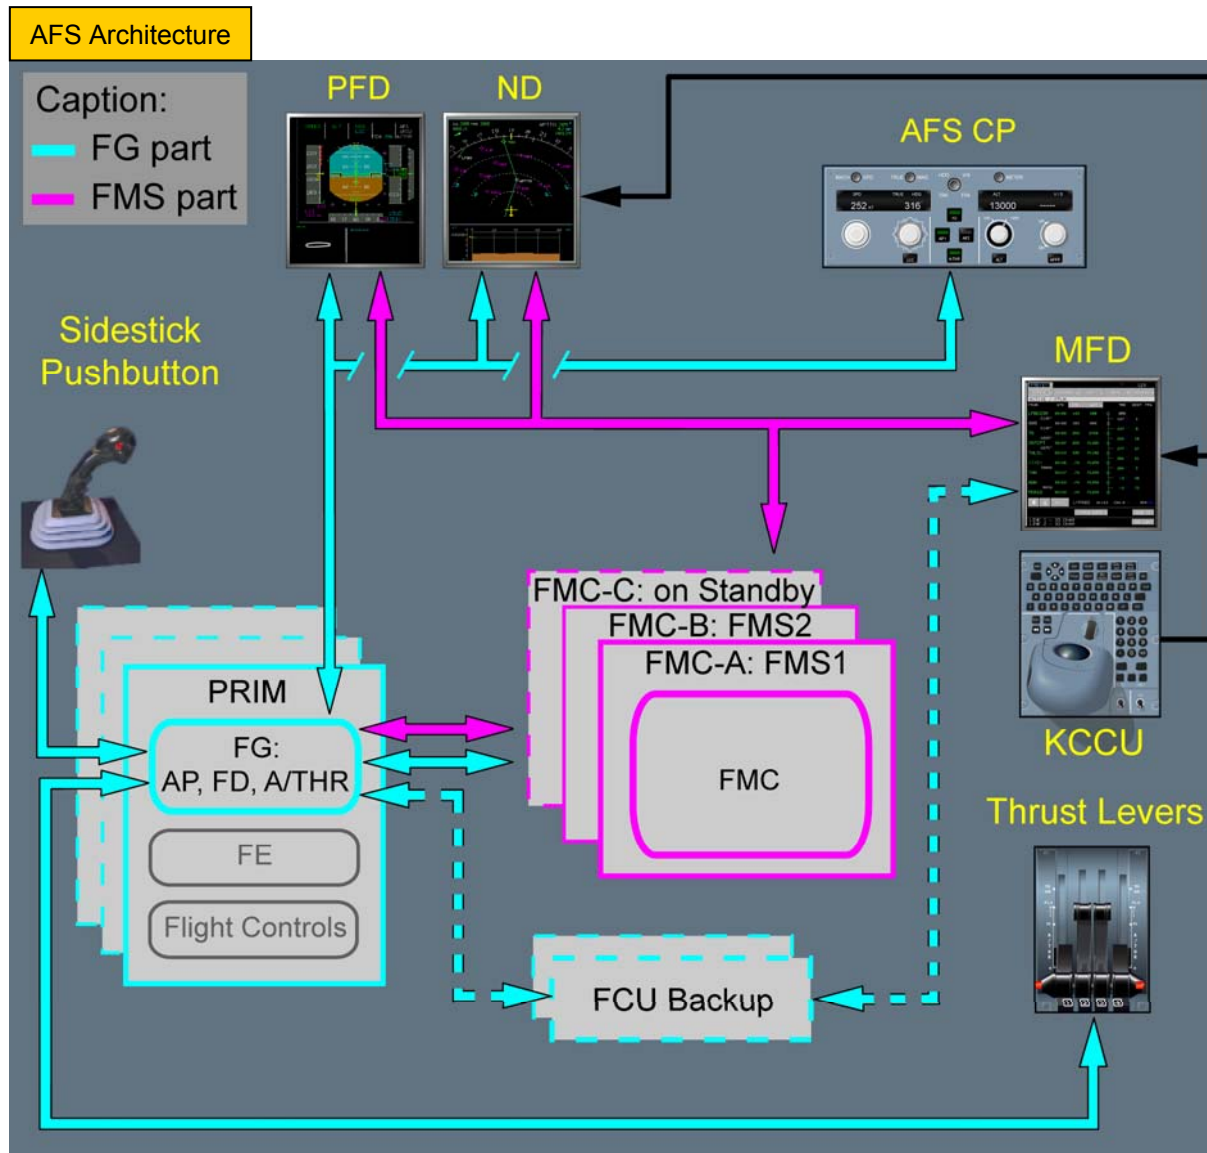 AFS Architecture
Caption:
FG part
FMS part
PFD
ND
AFS CP
252
316
13000
Sidestick
Pushbutton
MFD
FMC-C: on Standby
FMC-B: FMS2
FMC-A: FMS1
PRIM
FG:
AP, FD, A/THR
FMC
KCCU
FE
Thrust Levers
Flight Controls
FCU Backup